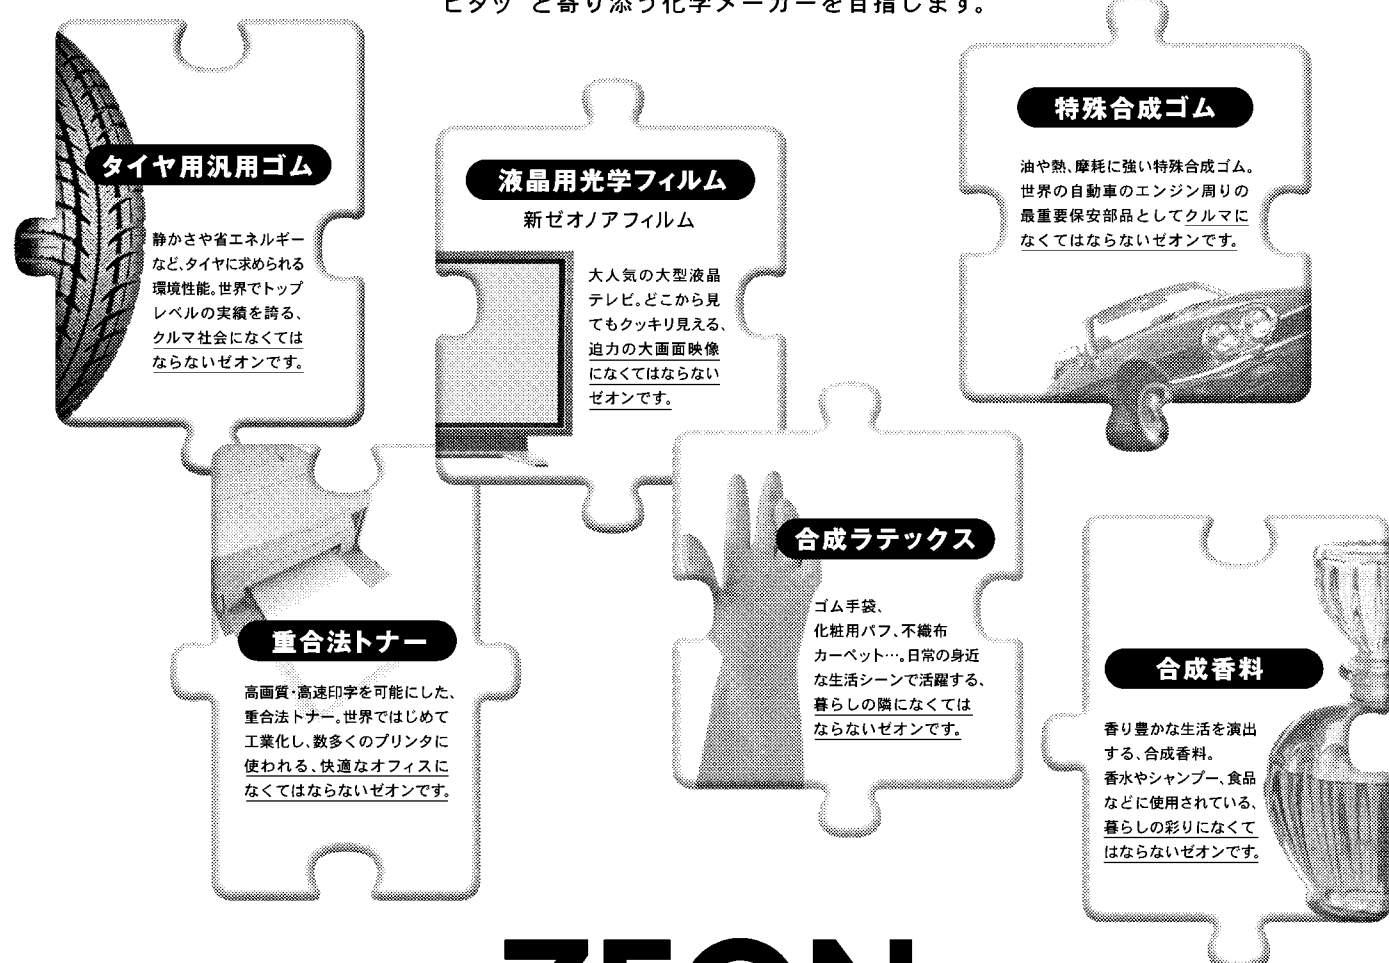 ピタッ と寄り添う化学メーカーを目指します。
タイヤ用汎用ゴム
静かさや省エネルギー
など、タイヤに求められる
環境性能。世界でトップ
レベルの実績を誇る、
クルマ社会になくては
ならないゼオンです。
液晶用光学フィルム
新ゼオノアフィルム
大人気の大型液晶
テレビ。どこから見
てもクッキリ見える、
迫力の大画面映像
になくてはならない
ゼオンです。
特殊合成ゴム
油や熱、摩耗に強い特殊合成ゴム。
世界の自動車のエンジン周りの
最重要保安部品としてクルマに
なくてはならないゼオンです。
重合法トナー
高画質・高速印字を可能にした、
重合法トナー。世界ではじめて
工業化し、数多くのプリンタに
使われる、快適なオフィスに
なくてはならないゼオンです。
合成ラテックス
ゴム手袋、
化粧用パフ、不織布
カーペット…。日常の身近
な生活シーンで活躍する、
暮らしの隣になくては
ならないゼオンです。
合成香料
香り豊かな生活を演出
する、合成香料。
香水やシャンプー、食品
などに使用されている、
暮らしの彩りになくて
はならないゼオンです。
ZEON